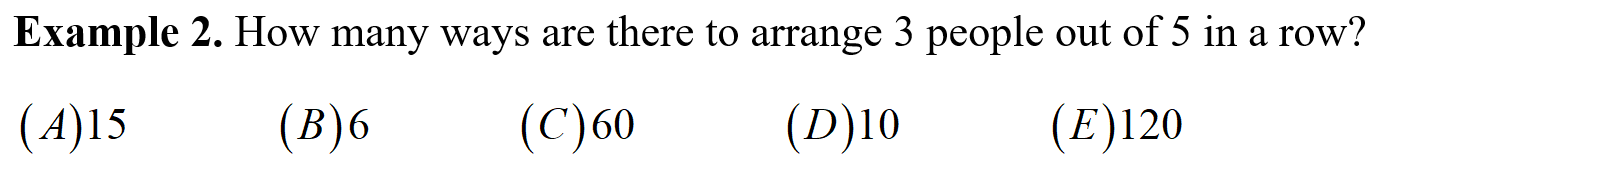 Example 2. How many ways are there to arrange 3 people out of 5 in a row?
(A)15 (B)6 (C)60 (D)10 (E)120